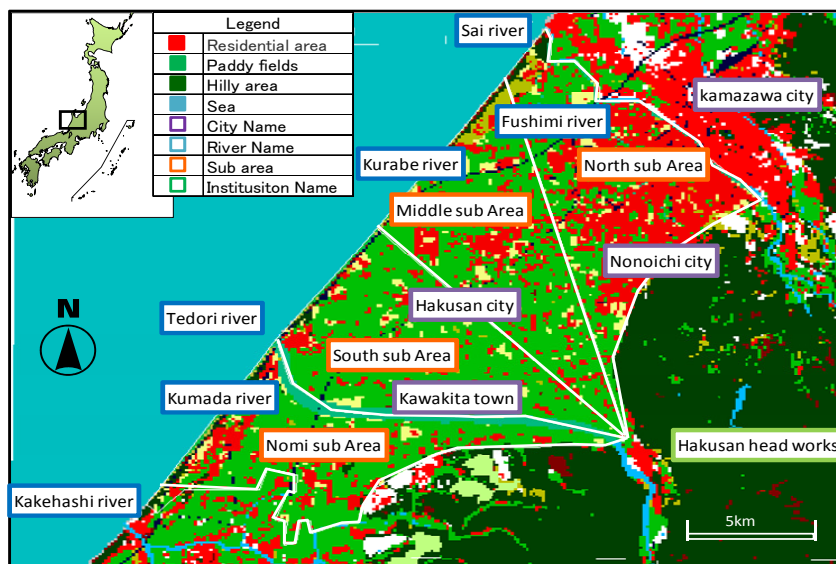 Legend
Residential area
Paddy fields
Hilly area
Sea
City Name
River Name
Sub area
Institusiton Name
Sai river
kamazawa city
Fushimi river
North sub Area
Kurabe river
Middle sub Area
Nonoichi city
Hakusan city
N
Tedori river
South sub Area
Kumada river
Kawakita town
Nomi sub Area
Hakusan head works
Kakehashi river
5km